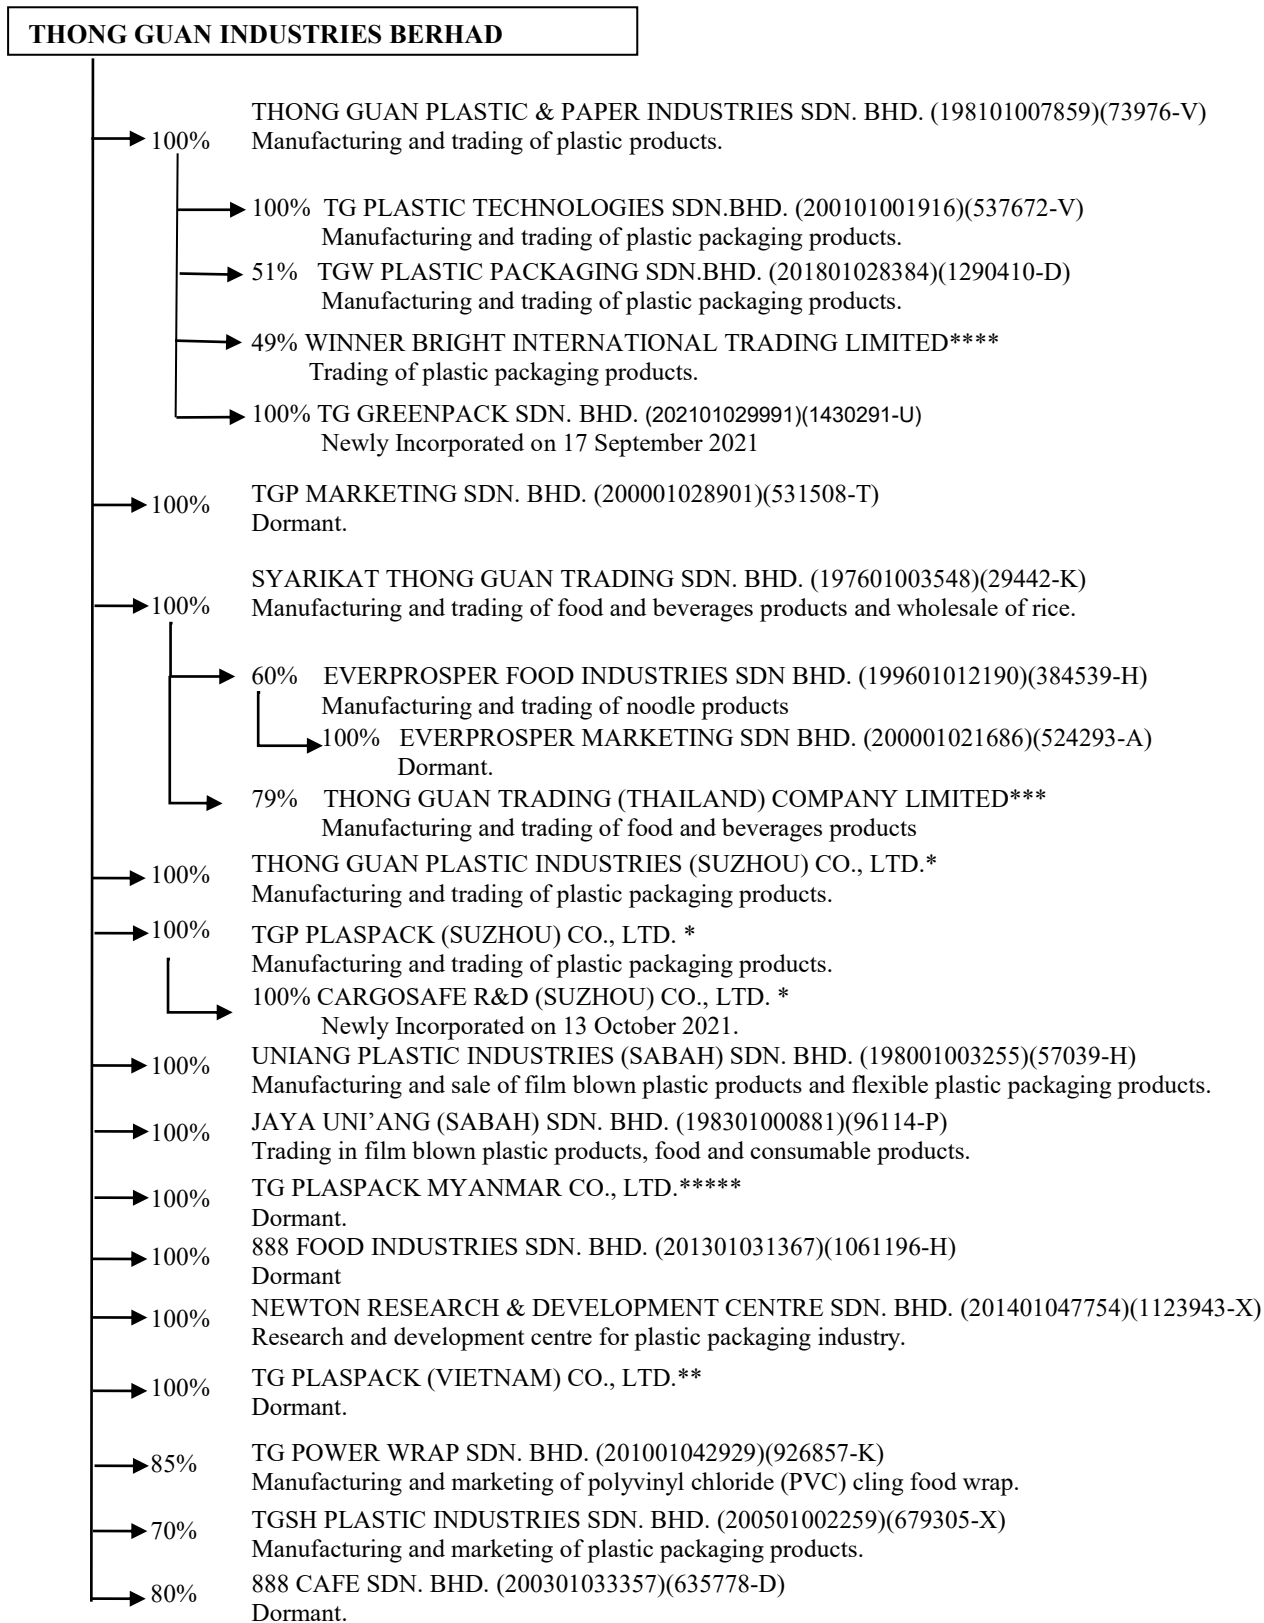 THONG GUAN INDUSTRIES BERHAD
THONG GUAN PLASTIC & PAPER INDUSTRIES SDN. BHD. (198101007859)(73976-V)
100% Manufacturing and trading of plastic products.
100% TG PLASTIC TECHNOLOGIES SDN.BHD. (200101001916)(537672-V)
Manufacturing and trading of plastic packaging products.
51% TGW PLASTIC PACKAGING SDN.BHD. (201801028384)(1290410-D)
Manufacturing and trading of plastic packaging products.
49% WINNER BRIGHT INTERNATIONAL TRADING LIMITED****
Trading of plastic packaging products.
100% TG GREENPACK SDN. BHD. (202101029991)(1430291-U)
Newly Incorporated on 17 September 2021
100% TGP MARKETING SDN. BHD. (200001028901)(531508-T)
Dormant.
SYARIKAT THONG GUAN TRADING SDN. BHD. (197601003548)(29442-K)
100% Manufacturing and trading of food and beverages products and wholesale of rice.
60% EVERPROSPER FOOD INDUSTRIES SDN BHD. (199601012190)(384539-H)
Manufacturing and trading of noodle products
100% EVERPROSPER MARKETING SDN BHD. (200001021686)(524293-A)
Dormant.
79% THONG GUAN TRADING (THAILAND) COMPANY LIMITED***
Manufacturing and trading of food and beverages products
100% THONG GUAN PLASTIC INDUSTRIES (SUZHOU) CO., LTD.*
Manufacturing and trading of plastic packaging products.
100% TGP PLASPACK (SUZHOU) CO., LTD. *
Manufacturing and trading of plastic packaging products.
100% CARGOSAFE R&D (SUZHOU) CO., LTD. *
Newly Incorporated on 13 October 2021.
100% UNIANG PLASTIC INDUSTRIES (SABAH) SDN. BHD. (198001003255)(57039-H)
Manufacturing and sale of film blown plastic products and flexible plastic packaging products.
100% JAYA UNI’ANG (SABAH) SDN. BHD. (198301000881)(96114-P)
Trading in film blown plastic products, food and consumable products.
100% TG PLASPACK MYANMAR CO., LTD.*****
Dormant.
100% 888 FOOD INDUSTRIES SDN. BHD. (201301031367)(1061196-H)
Dormant
100% NEWTON RESEARCH & DEVELOPMENT CENTRE SDN. BHD. (201401047754)(1123943-X)
Research and development centre for plastic packaging industry.
100% TG PLASPACK (VIETNAM) CO., LTD.**
Dormant.
85% TG POWER WRAP SDN. BHD. (201001042929)(926857-K)
Manufacturing and marketing of polyvinyl chloride (PVC) cling food wrap.
70% TGSH PLASTIC INDUSTRIES SDN. BHD. (200501002259)(679305-X)
Manufacturing and marketing of plastic packaging products.
80% 888 CAFE SDN. BHD. (200301033357)(635778-D)
Dormant.